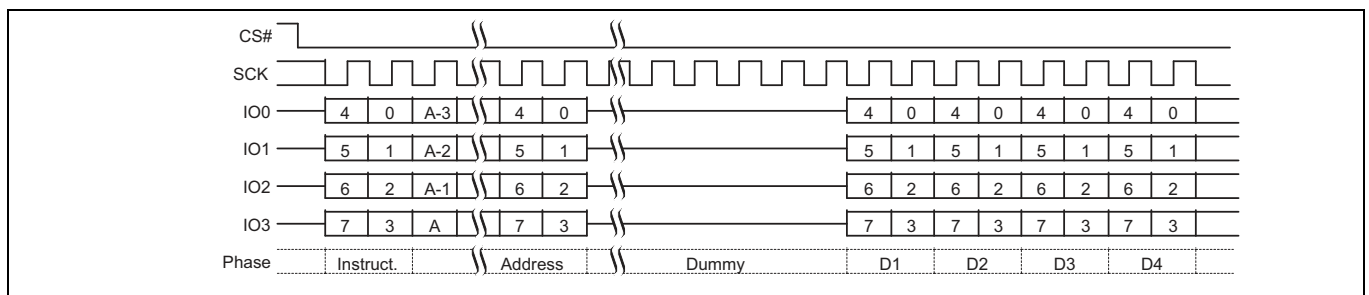 CS#
SCK
IO0 4 0 A-3 4 0 4 0 4 0 4 0 4 0
IO1 5 1 A-2 5 1 5 1 5 1 5 1 5 1
IO2 6 2 A-1 6 2 6 2 6 2 6 2 6 2
IO3 7 3 A 7 3 7 3 7 3 7 3 7 3
Phase Instruct. Address Dummy D1 D2 D3 D4